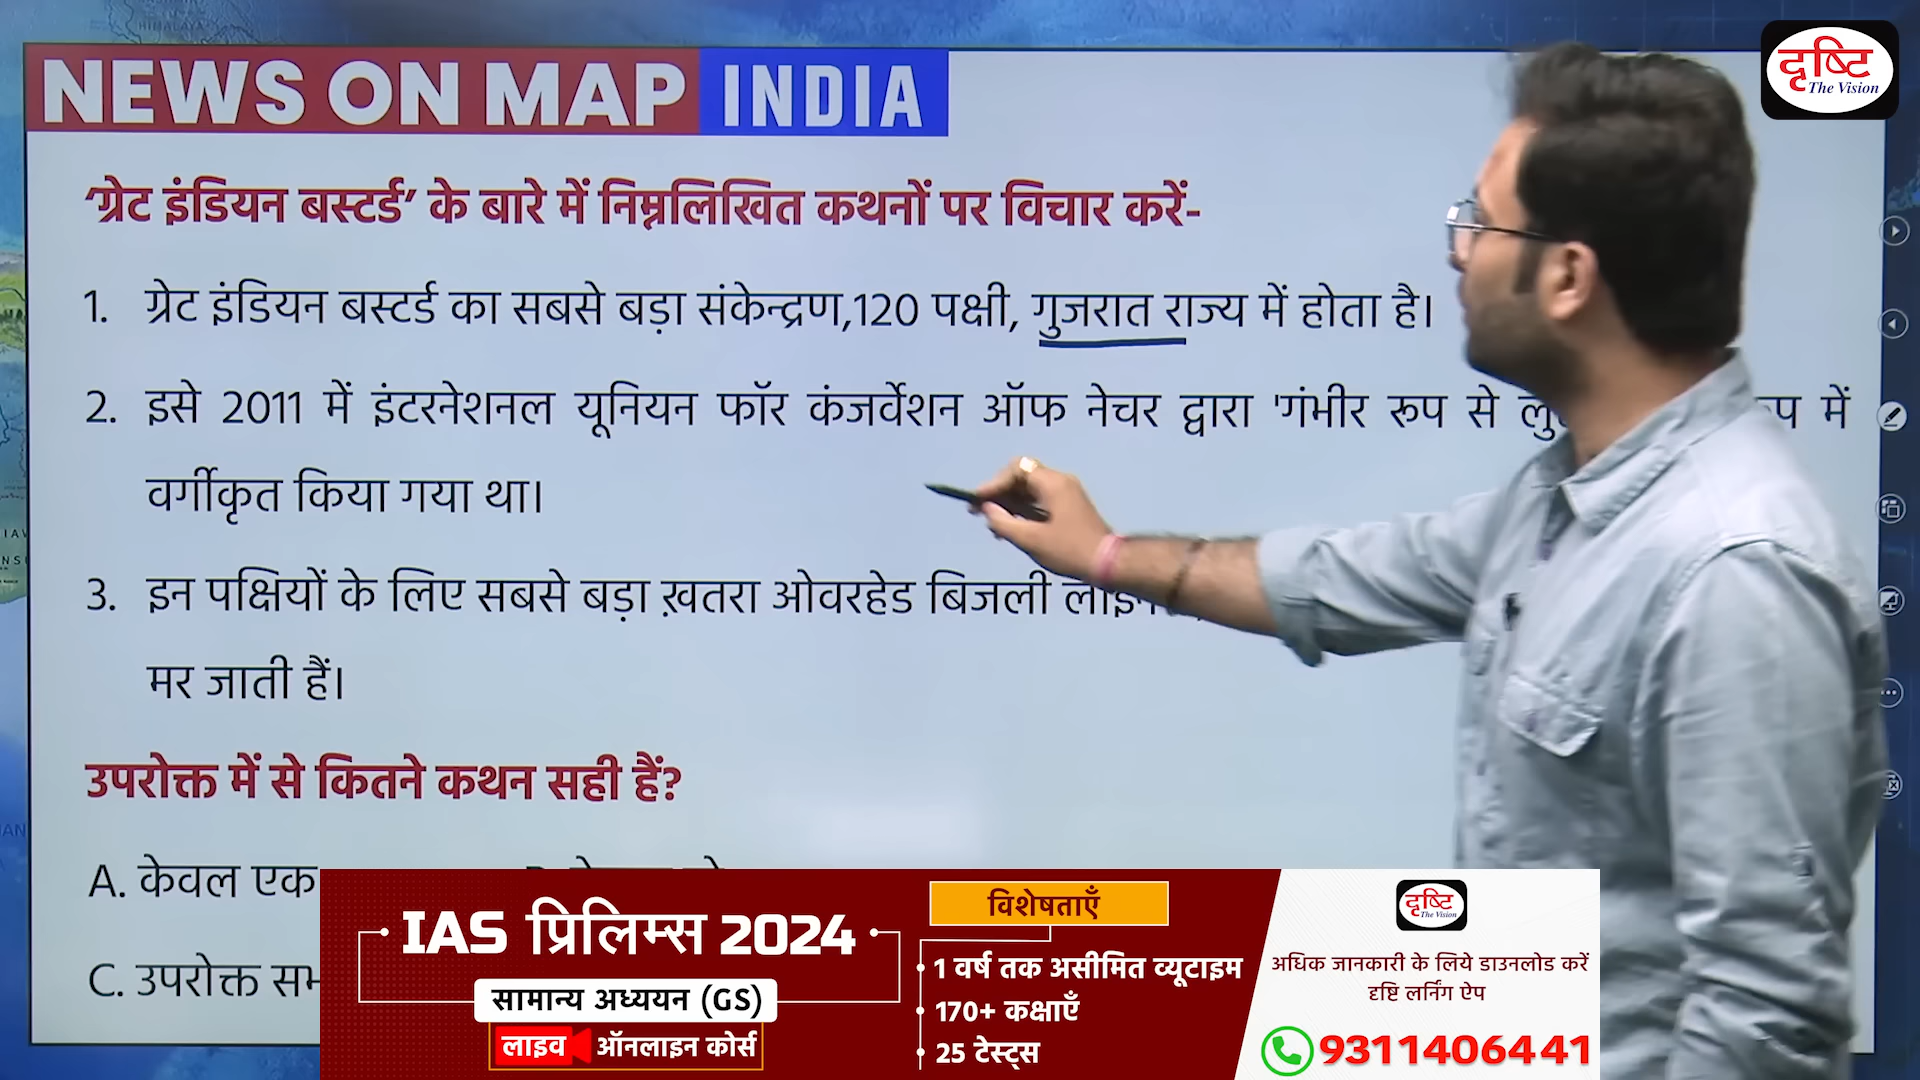 NEWS ON MAP INDIA
दृष्टि
The Vision
‘ग्रेट इंडियन बस्टर्ड’ के बारे में निम्नलिखित कथनों पर विचार करें-
1. ग्रेट इंडियन बस्टर्ड का सबसे बड़ा संकेन्द्रण,120 पक्षी, गुजरात राज्य में होता है।
2. इसे 2011 में इंटरनेशनल यूनियन फॉर कंजर्वेशन ऑफ नेचर द्वारा 'गंभीर रूप से में
वर्गीकृत किया गया था।
3. इन पक्षियों के लिए सबसे बड़ा ख़तरा ओवरहेड बिजली
मर जाती हैं।
उपरोक्त में से कितने कथन सही हैं?
A. केवल एक
C. उपरोक्त
IAS प्रिलिम्स 2024
सामान्य अध्ययन (GS)
लाइव ऑनलाइन कोर्स
विशेषताएँ
1 वर्ष तक असीमित व्यूटाइम
170+ कक्षाएँ
25 टेस्ट्स
दृष्टि
The Vision
अधिक जानकारी के लिये डाउनलोड करें
दृष्टि लर्निंग ऐप
9311406441